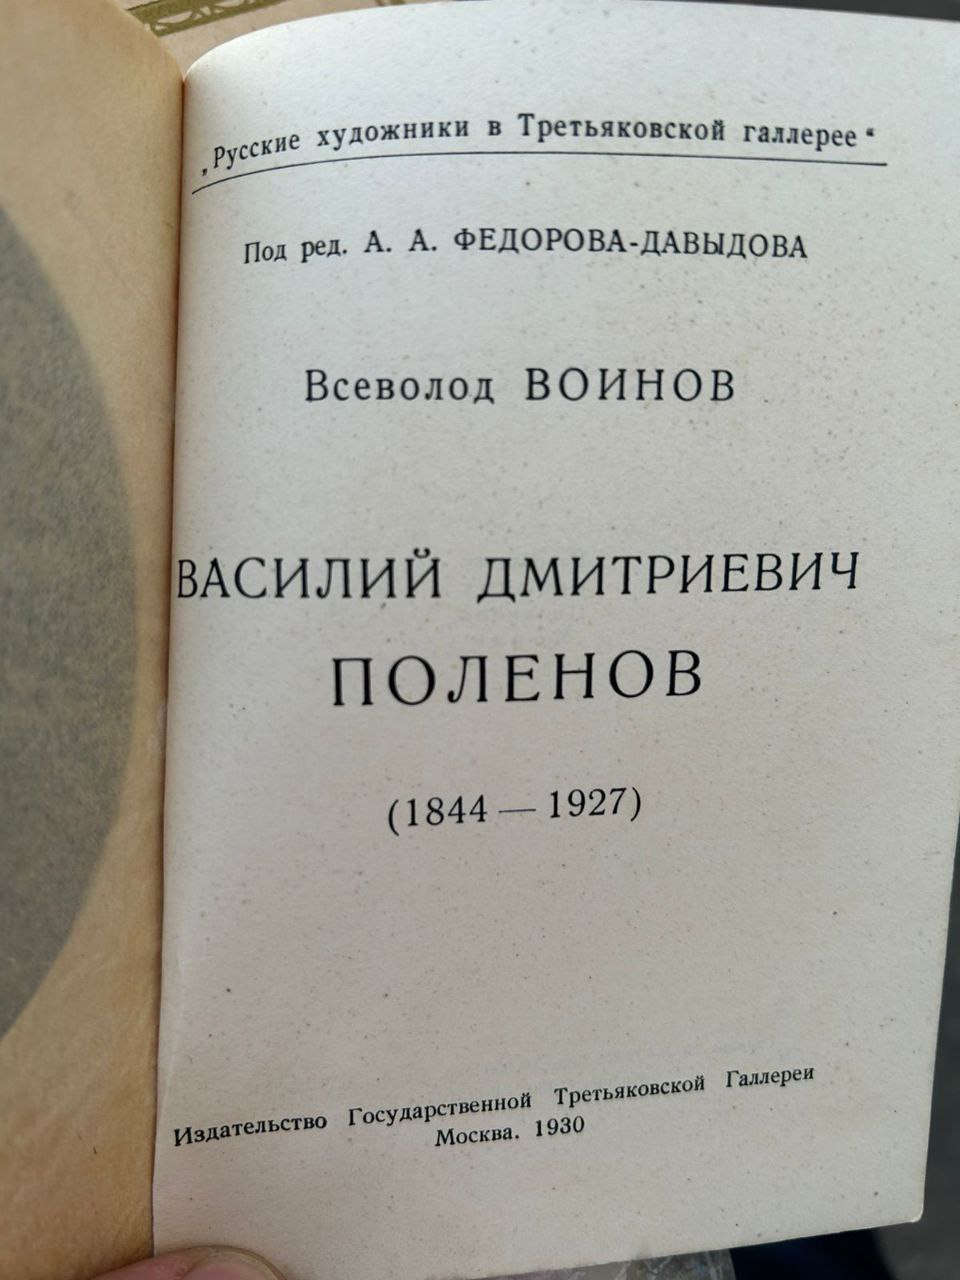 „Русские художники в Третьяковской галлерее“
Под ред. А. А. ФЕДОРОВА-ДАВЫДОВА
Всеволод ВОИНОВ
ВАСИЛИЙ ДМИТРИЕВИЧ
ПОЛЕНОВ
(1844 — 1927)
Издательство Государственной Третьяковской Галлереи
Москва. 1930